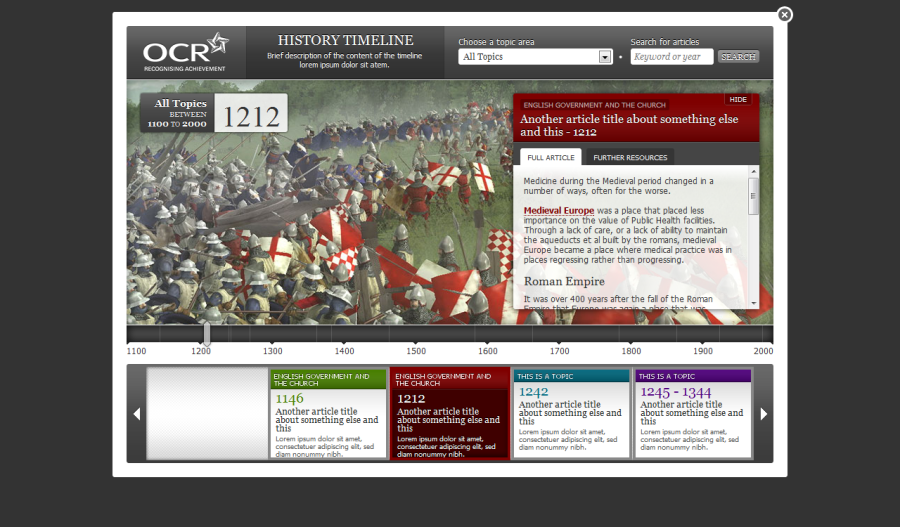 OCR
RECOGNISING ACHIEVEMENT
HISTORY TIMELINE
Brief description of the content of the timeline
lorem ipsum dolor sit atem.
Choose a topic area
All Topics
Search for articles
Keyword or year
SEARCH
All Topics
BETWEEN
1100 TO 2000
1212
HIDE
ENGLISH GOVERNMENT AND THE CHURCH
Another article title about something else
and this - 1212
FULL ARTICLE
FURTHER RESOURCES
Medicine during the Medieval period changed in a
number of ways, often for the worse.
Medieval Europe was a place that placed less
importance on the value of Public Health facilities.
Through a lack of care, or a lack of ability to maintain
the aqueducts et al built by the romans, medieval
Europe became a place where medical practice was in
places regressing rather than progressing.
Roman Empire
It was over 400 years after the fall of the Roman
Empire that Europe was again a place that was
1100 1200 1300 1400 1500 1600 1700 1800 1900 2000
ENGLISH GOVERNMENT AND
THE CHURCH
1146
Another article title
about something else and
this
Lorem ipsum dolor sit amet,
consectetuer adipiscing elit, sed
diam nonummy nibh.
ENGLISH GOVERNMENT AND
THE CHURCH
1212
Another article title
about something else and
this
Lorem ipsum dolor sit amet,
consectetuer adipiscing elit, sed
diam nonummy nibh.
THIS IS A TOPIC
1242
Another article title
about something else and
this
Lorem ipsum dolor sit amet,
consectetuer adipiscing elit, sed
diam nonummy nibh.
THIS IS A TOPIC
1245 - 1344
Another article title
about something else and
this
Lorem ipsum dolor sit amet,
consectetuer adipiscing elit, sed
diam nonummy nibh.